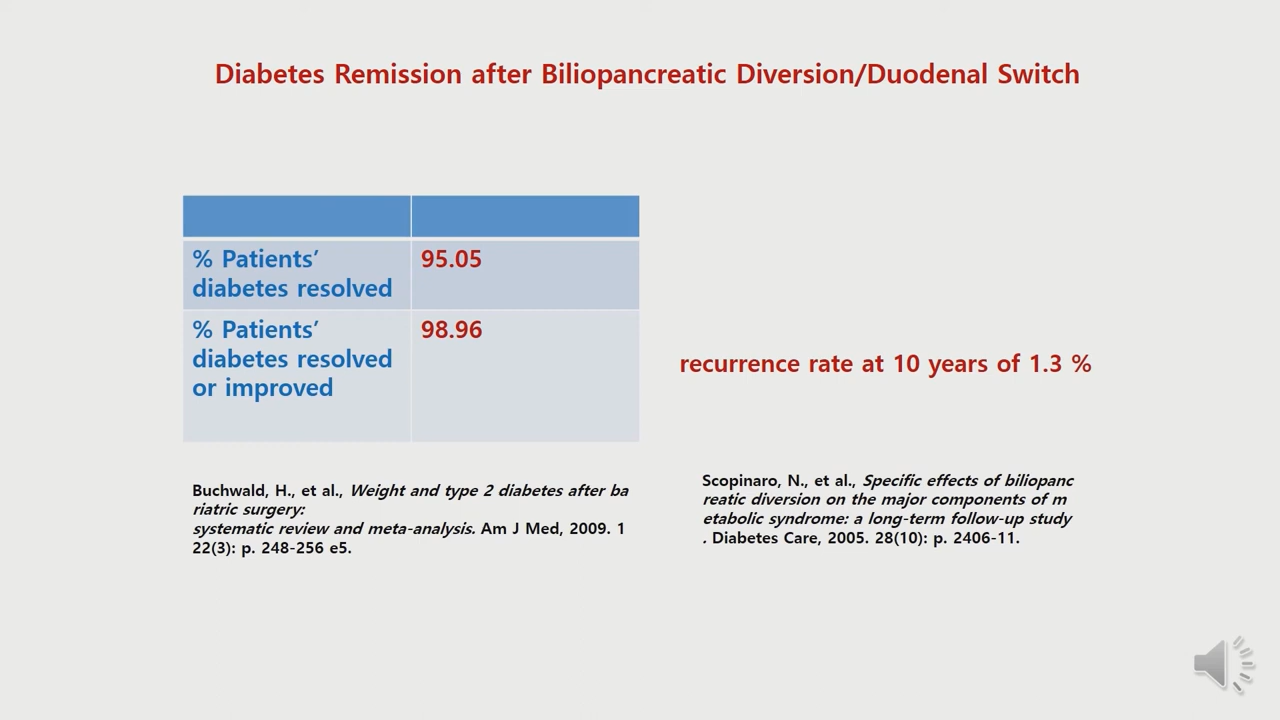 Diabetes Remission after Biliopancreatic Diversion/Duodenal Switch
% Patients’
diabetes resolved
95.05
% Patients’
diabetes resolved
or improved
98.96
recurrence rate at 10 years of 1.3 %
Buchwald, H., et al., Weight and type 2 diabetes after ba
riatric surgery:
systematic review and meta-analysis. Am J Med, 2009. 1
22(3): p. 248-256 e5.
Scopinaro, N., et al., Specific effects of biliopanc
reatic diversion on the major components of m
etabolic syndrome: a long-term follow-up study
. Diabetes Care, 2005. 28(10): p. 2406-11.